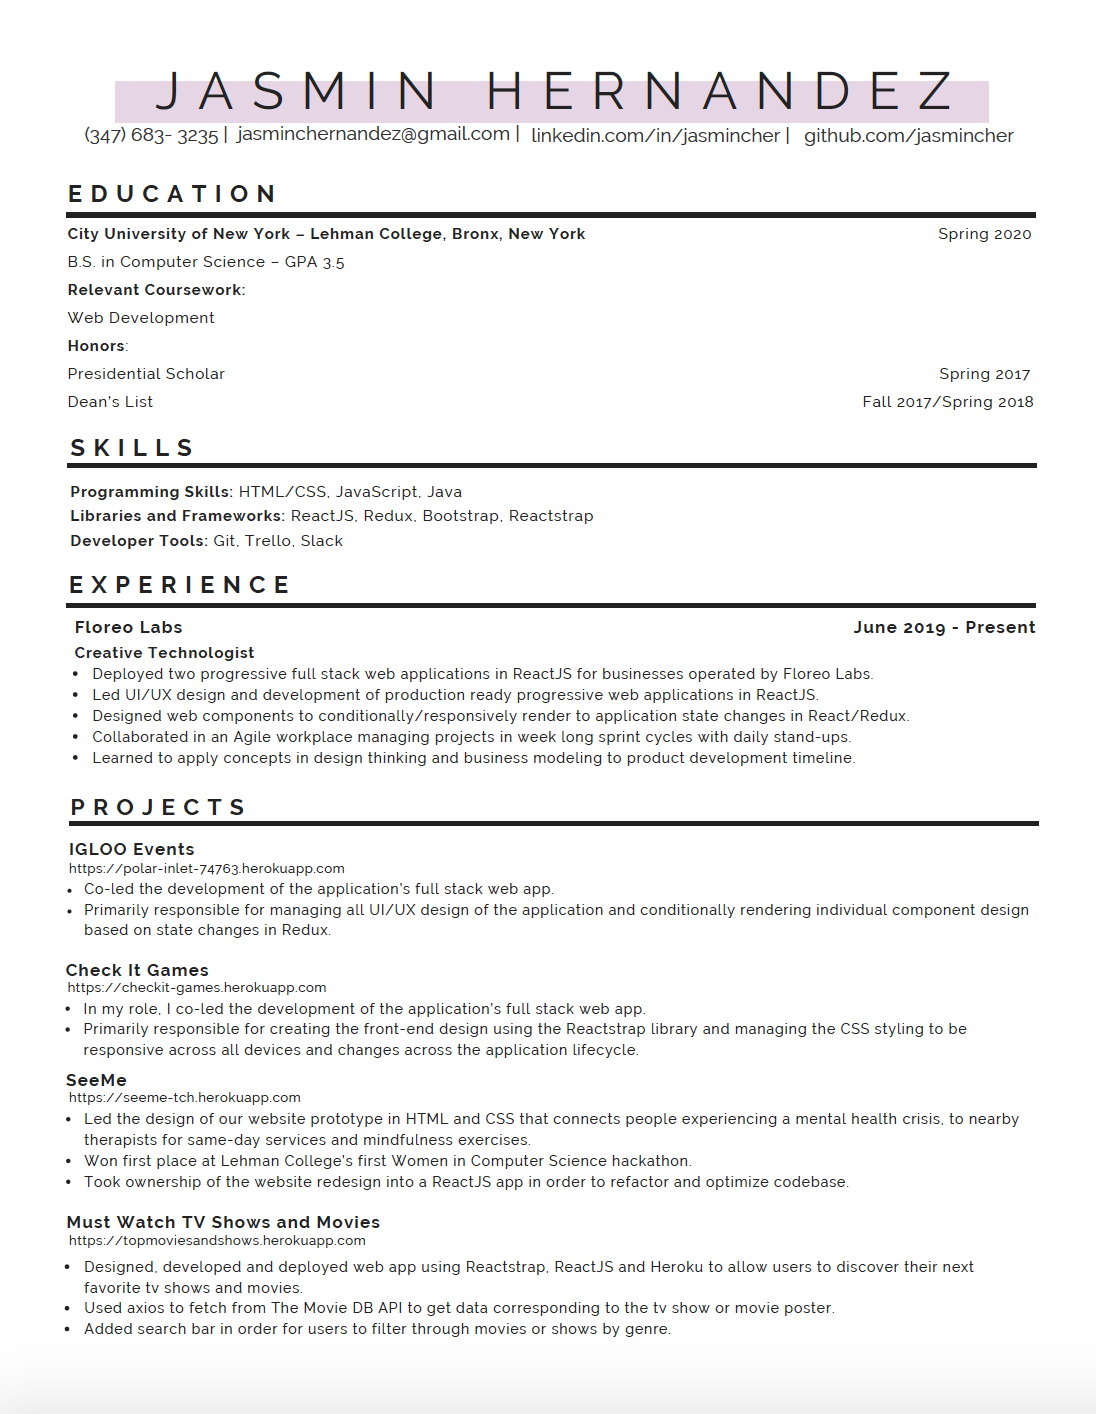 JASMIN HERNANDEZ
(347) 683- 3235 | jasminchernandez@gmail.com | linkedin.com/in/jasmincher | github.com/jasmincher
EDUCATION
City University of New York – Lehman College, Bronx, New York Spring 2020
B.S. in Computer Science – GPA 3.5
Relevant Coursework:
Web Development
Honors:
Presidential Scholar Spring 2017
Dean's List Fall 2017/Spring 2018
SKILLS
Programming Skills: HTML/CSS, JavaScript, Java
Libraries and Frameworks: ReactJS, Redux, Bootstrap, Reactstrap
Developer Tools: Git, Trello, Slack
EXPERIENCE
Floreo Labs June 2019 - Present
Creative Technologist
• Deployed two progressive full stack web applications in ReactJS for businesses operated by Floreo Labs.
• Led UI/UX design and development of production ready progressive web applications in ReactJS.
• Designed web components to conditionally/responsively render to application state changes in React/Redux.
• Collaborated in an Agile workplace managing projects in week long sprint cycles with daily stand-ups.
• Learned to apply concepts in design thinking and business modeling to product development timeline.
PROJECTS
IGLOO Events
https://polar-inlet-74763.herokuapp.com
• Co-led the development of the application's full stack web app.
• Primarily responsible for managing all UI/UX design of the application and conditionally rendering individual component design
based on state changes in Redux.
Check It Games
https://checkit-games.herokuapp.com
• In my role, I co-led the development of the application's full stack web app.
• Primarily responsible for creating the front-end design using the Reactstrap library and managing the CSS styling to be
responsive across all devices and changes across the application lifecycle.
SeeMe
https://seeme-tch.herokuapp.com
• Led the design of our website prototype in HTML and CSS that connects people experiencing a mental health crisis, to nearby
therapists for same-day services and mindfulness exercises.
• Won first place at Lehman College's first Women in Computer Science hackathon.
• Took ownership of the website redesign into a ReactJS app in order to refactor and optimize codebase.
Must Watch TV Shows and Movies
https://topmoviesandshows.herokuapp.com
• Designed, developed and deployed web app using Reactstrap, ReactJS and Heroku to allow users to discover their next
favorite tv shows and movies.
• Used axios to fetch from The Movie DB API to get data corresponding to the tv show or movie poster.
• Added search bar in order for users to filter through movies or shows by genre.